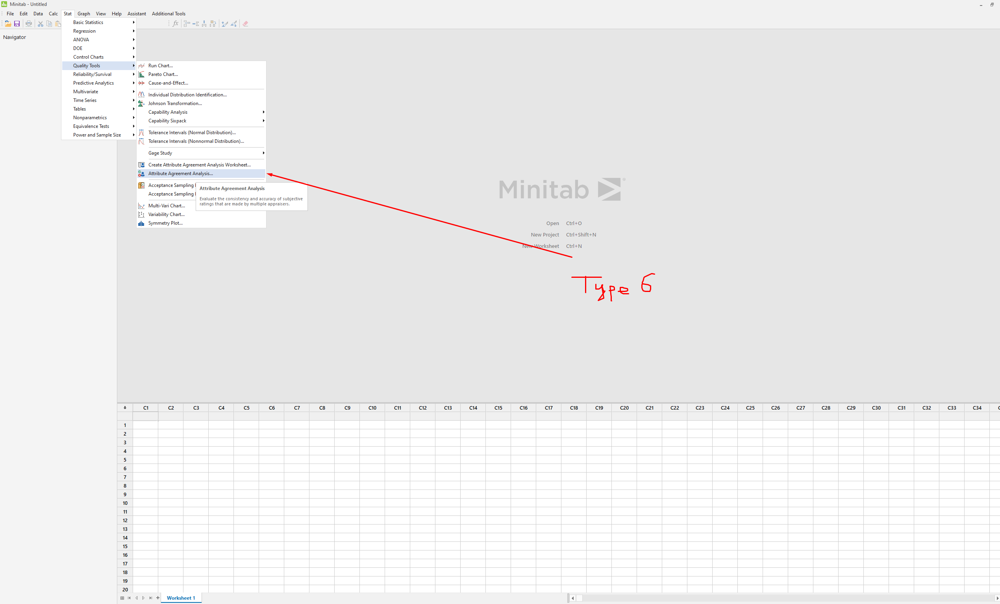 Minitab - Untitled
File Edit Data Calc Stat Graph View Help Assistant Additional Tools
Navigator
Basic Statistics
Regression
ANOVA
DOE
Control Charts
Quality Tools
Reliability/Survival
Predictive Analytics
Multivariate
Time Series
Tables
Nonparametrics
Equivalence Tests
Power and Sample Size
Run Chart...
Pareto Chart...
Cause-and-Effect...
Individual Distribution Identification...
Johnson Transformation...
Capability Analysis
Capability Sixpack
Tolerance Intervals (Normal Distribution)...
Tolerance Intervals (Nonnormal Distribution)...
Gage Study
Create Attribute Agreement Analysis Worksheet...
Attribute Agreement Analysis...
Acceptance Sampling
Acceptance Sampling
Multi-Vari Chart...
Variability Chart...
Symmetry Plot...
Attribute Agreement Analysis
Evaluate the consistency and accuracy of subjective
ratings that are made by multiple appraisers.
Minitab
Open Ctrl+O
New Project Ctrl+Shift+N
New Worksheet Ctrl+N
Type 6
C1 C2 C3 C4 C5 C6 C7 C8 C9 C10 C11 C12 C13 C14 C15 C16 C17 C18 C19 C20 C21 C22 C23 C24 C25 C26 C27 C28 C29 C30 C31 C32 C33 C34
1
2
3
4
5
6
7
8
9
10
11
12
13
14
15
16
17
18
19
20
Worksheet 1